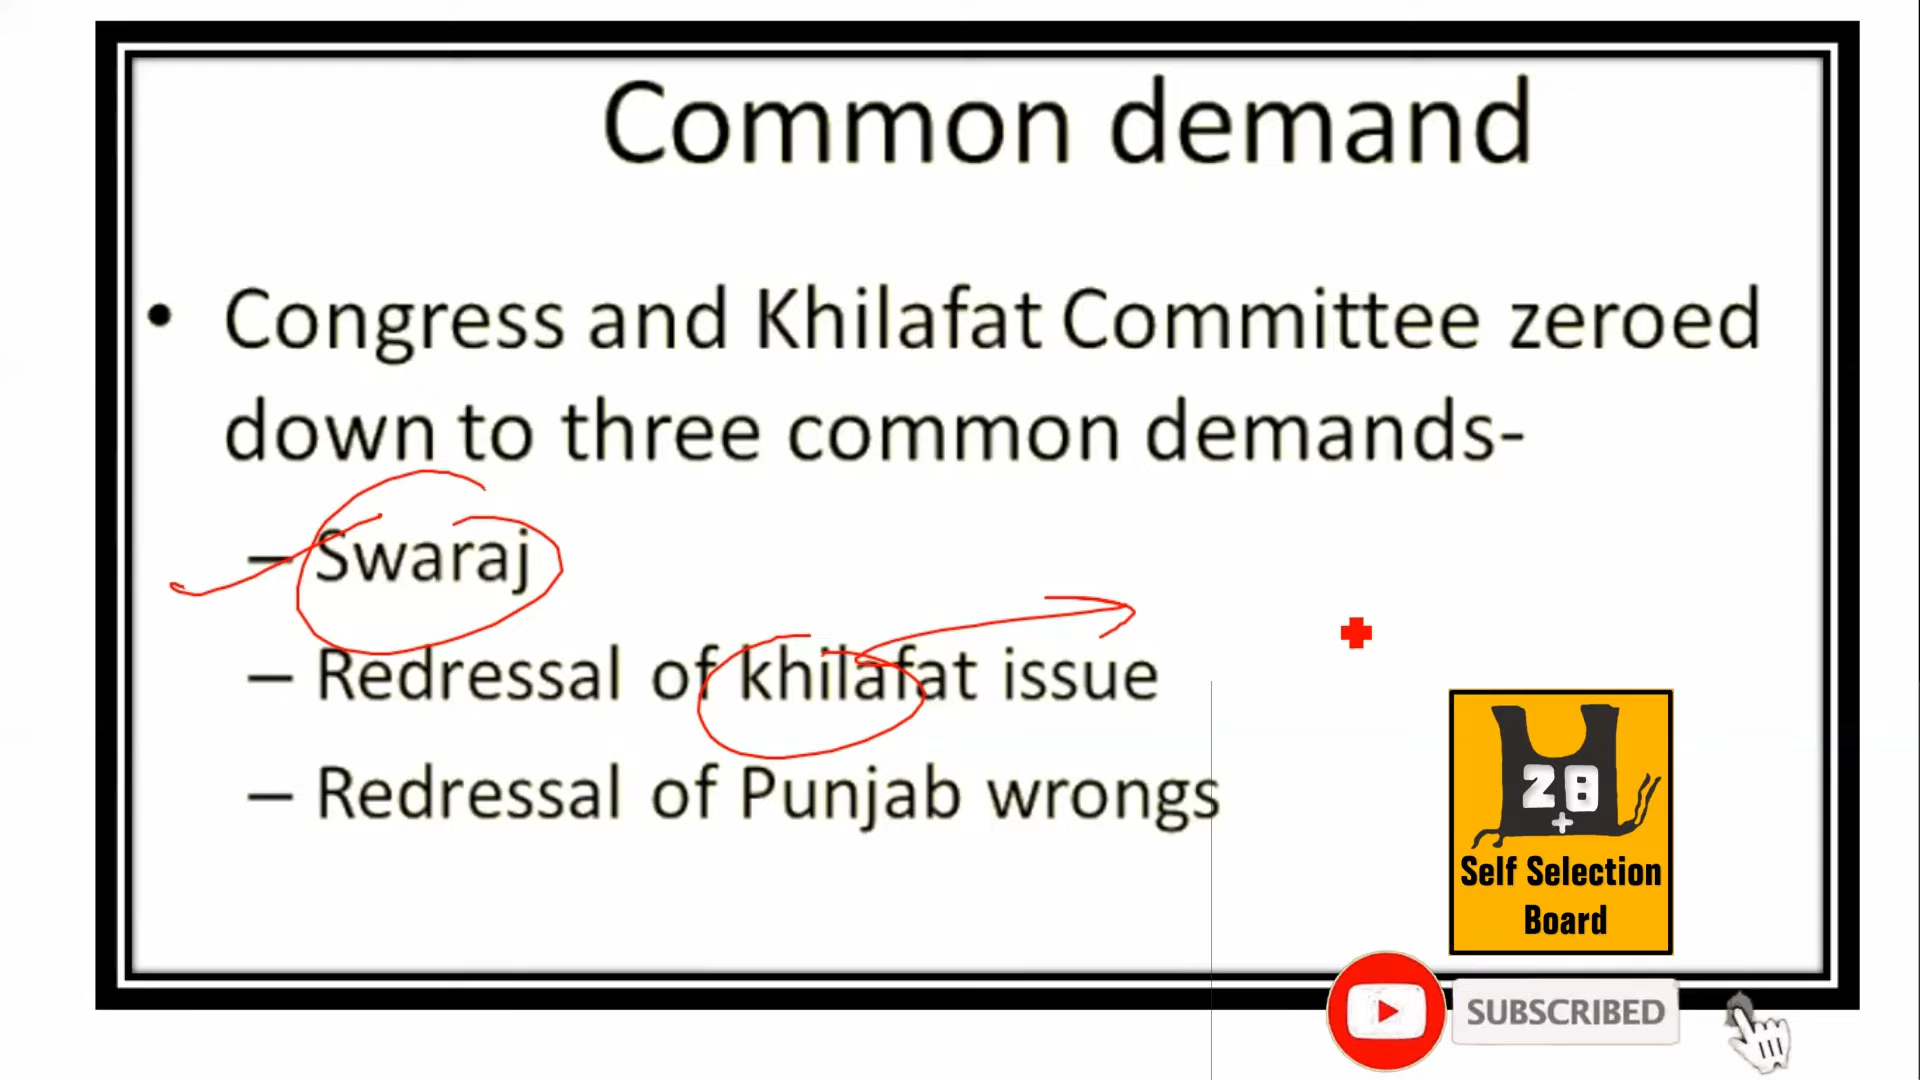 Common demand
• Congress and Khilafat Committee zeroed
down to three common demands-
– Swaraj
– Redressal of khilafat issue
– Redressal of Punjab wrongs
28
+
Self Selection
Board
SUBSCRIBED